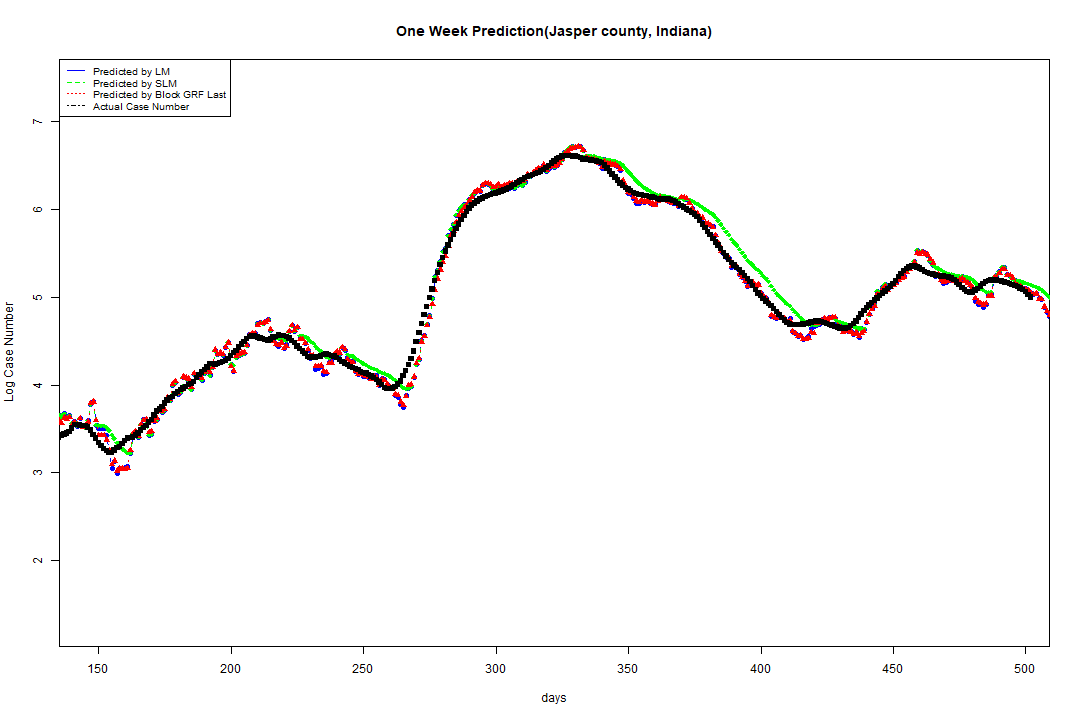 One Week Prediction(Jasper county, Indiana)
Predicted by LM
Predicted by SLM
Predicted by Block GRF Last
Actual Case Number
7
6
5
4
3
2
Log Case Number
150 200 250 300 350 400 450 500
days